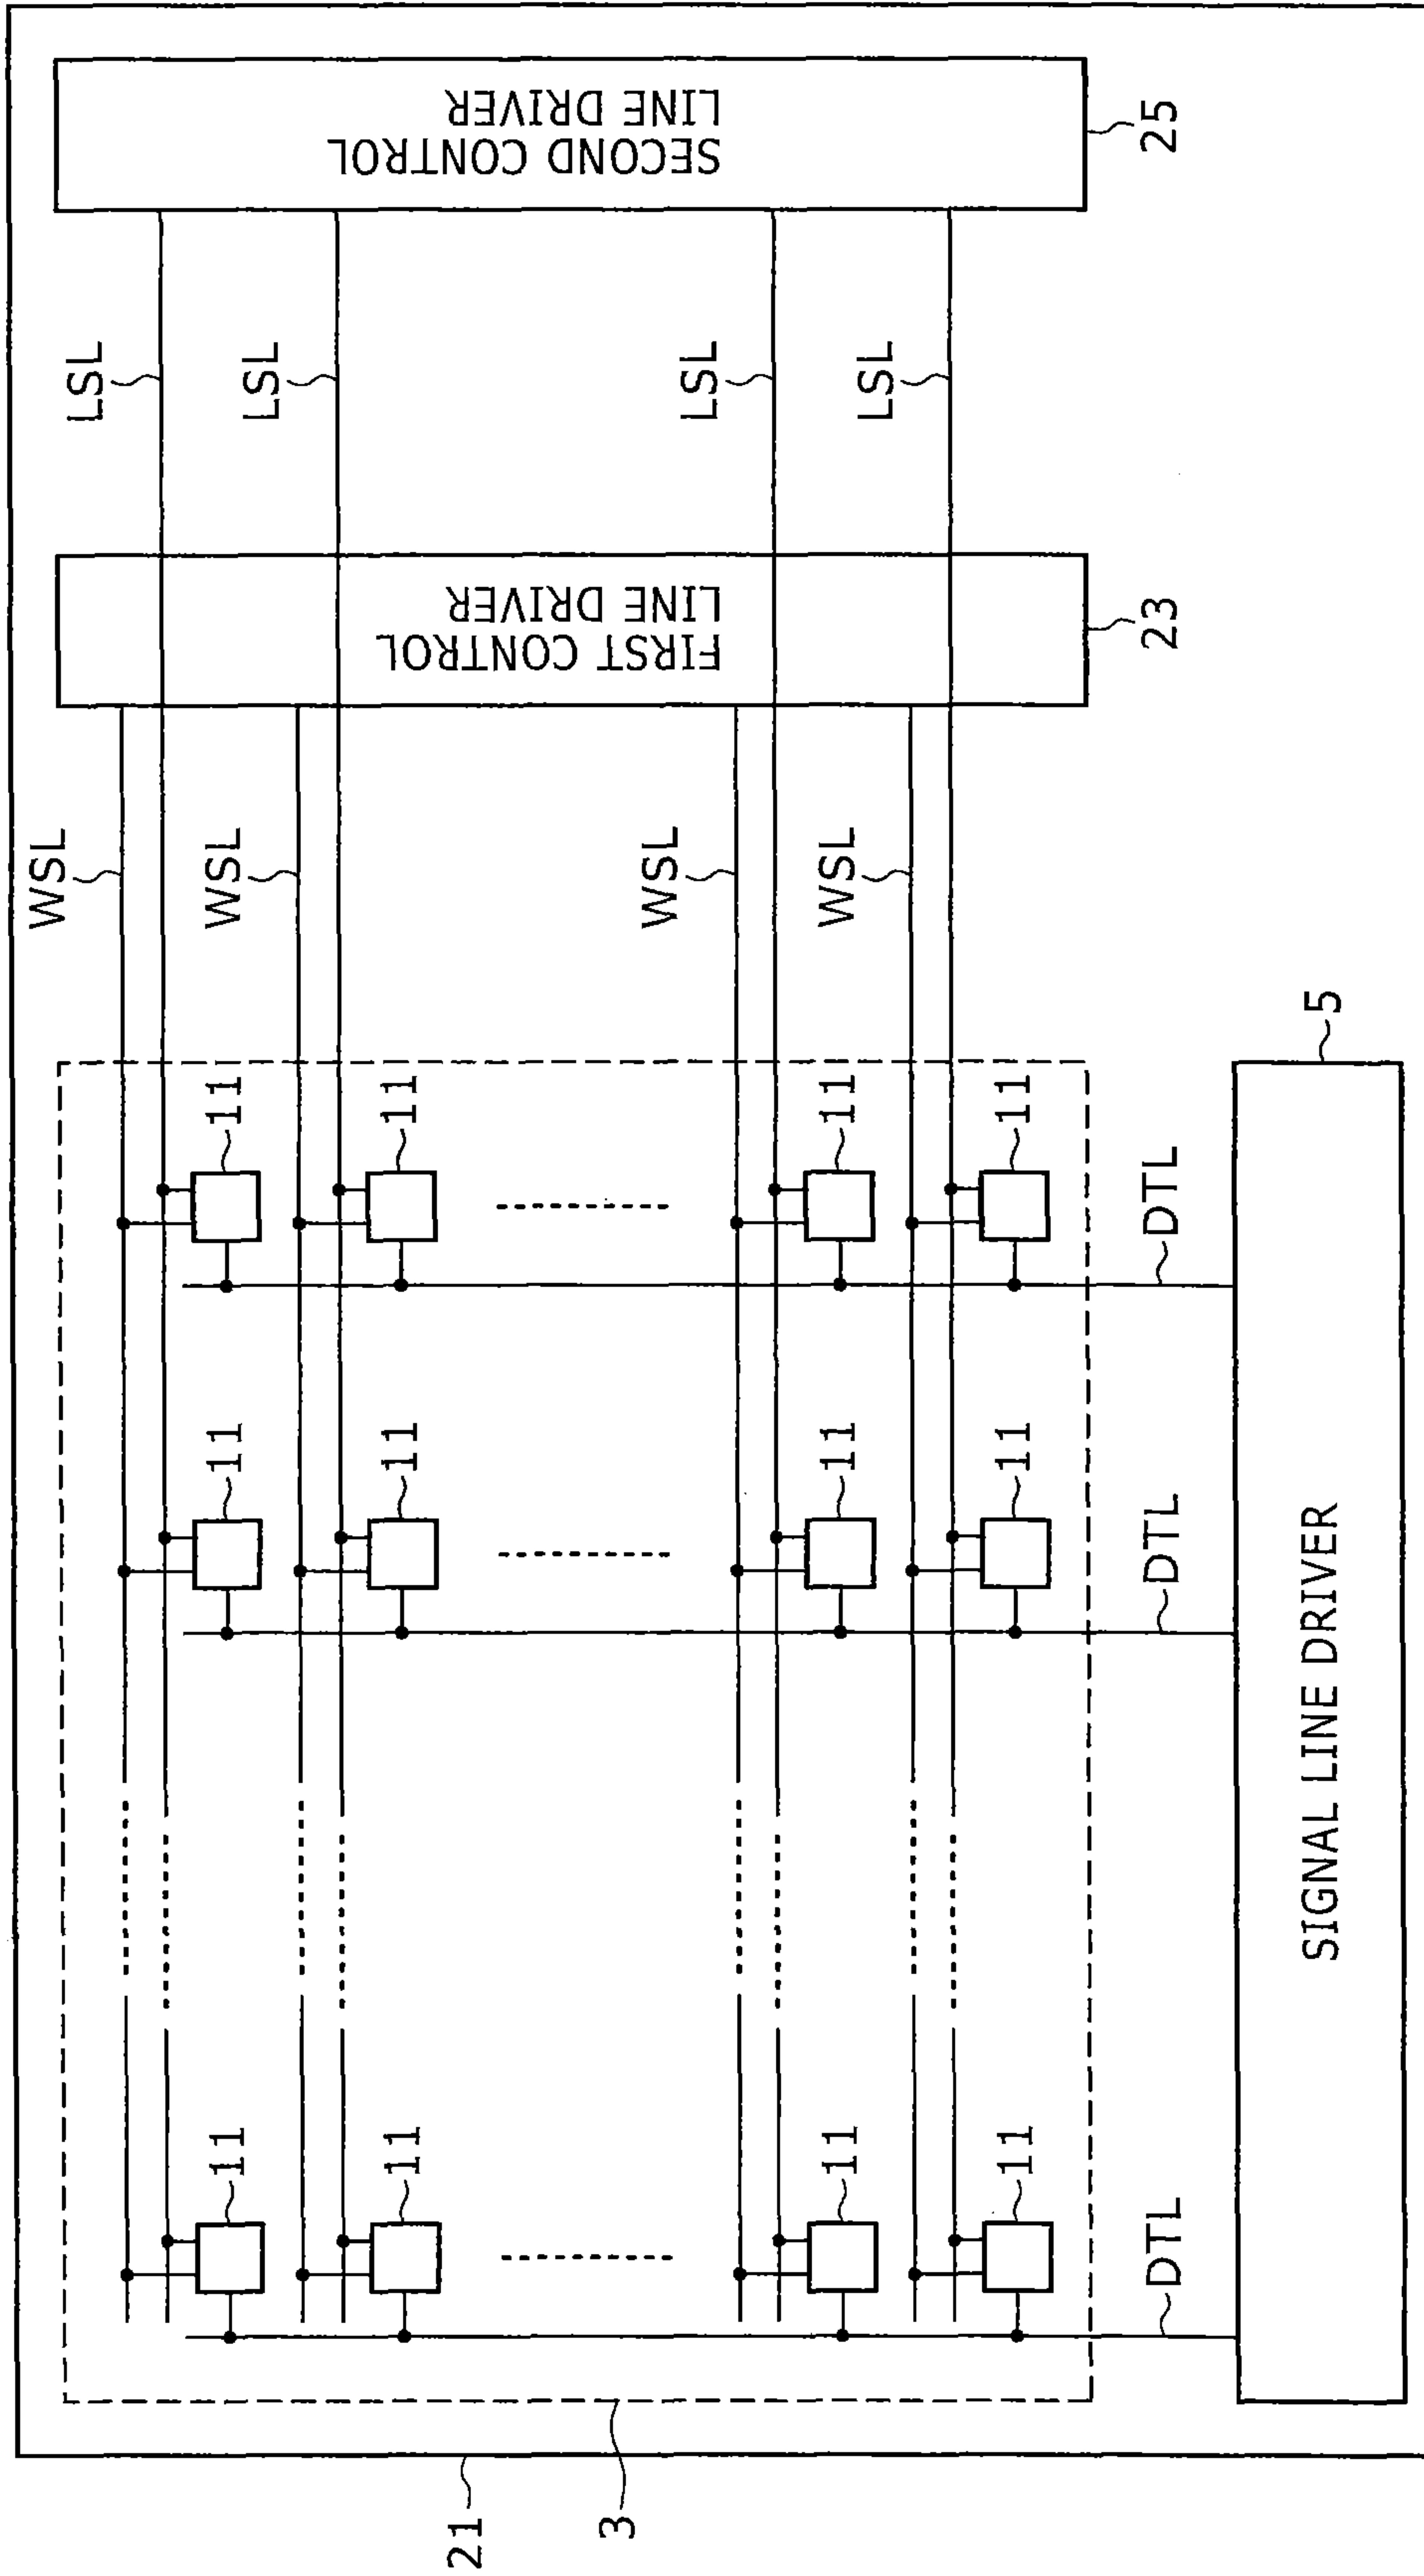 SECOND CONTROL
LINE DRIVER
25
LSL
LSL
LSL
LSL
FIRST CONTROL
LINE DRIVER
23
WSL
WSL
WSL
WSL
5
11
11
11
11
DTL
11
11
11
11
DTL
SIGNAL LINE DRIVER
11
11
11
11
DTL
21
3